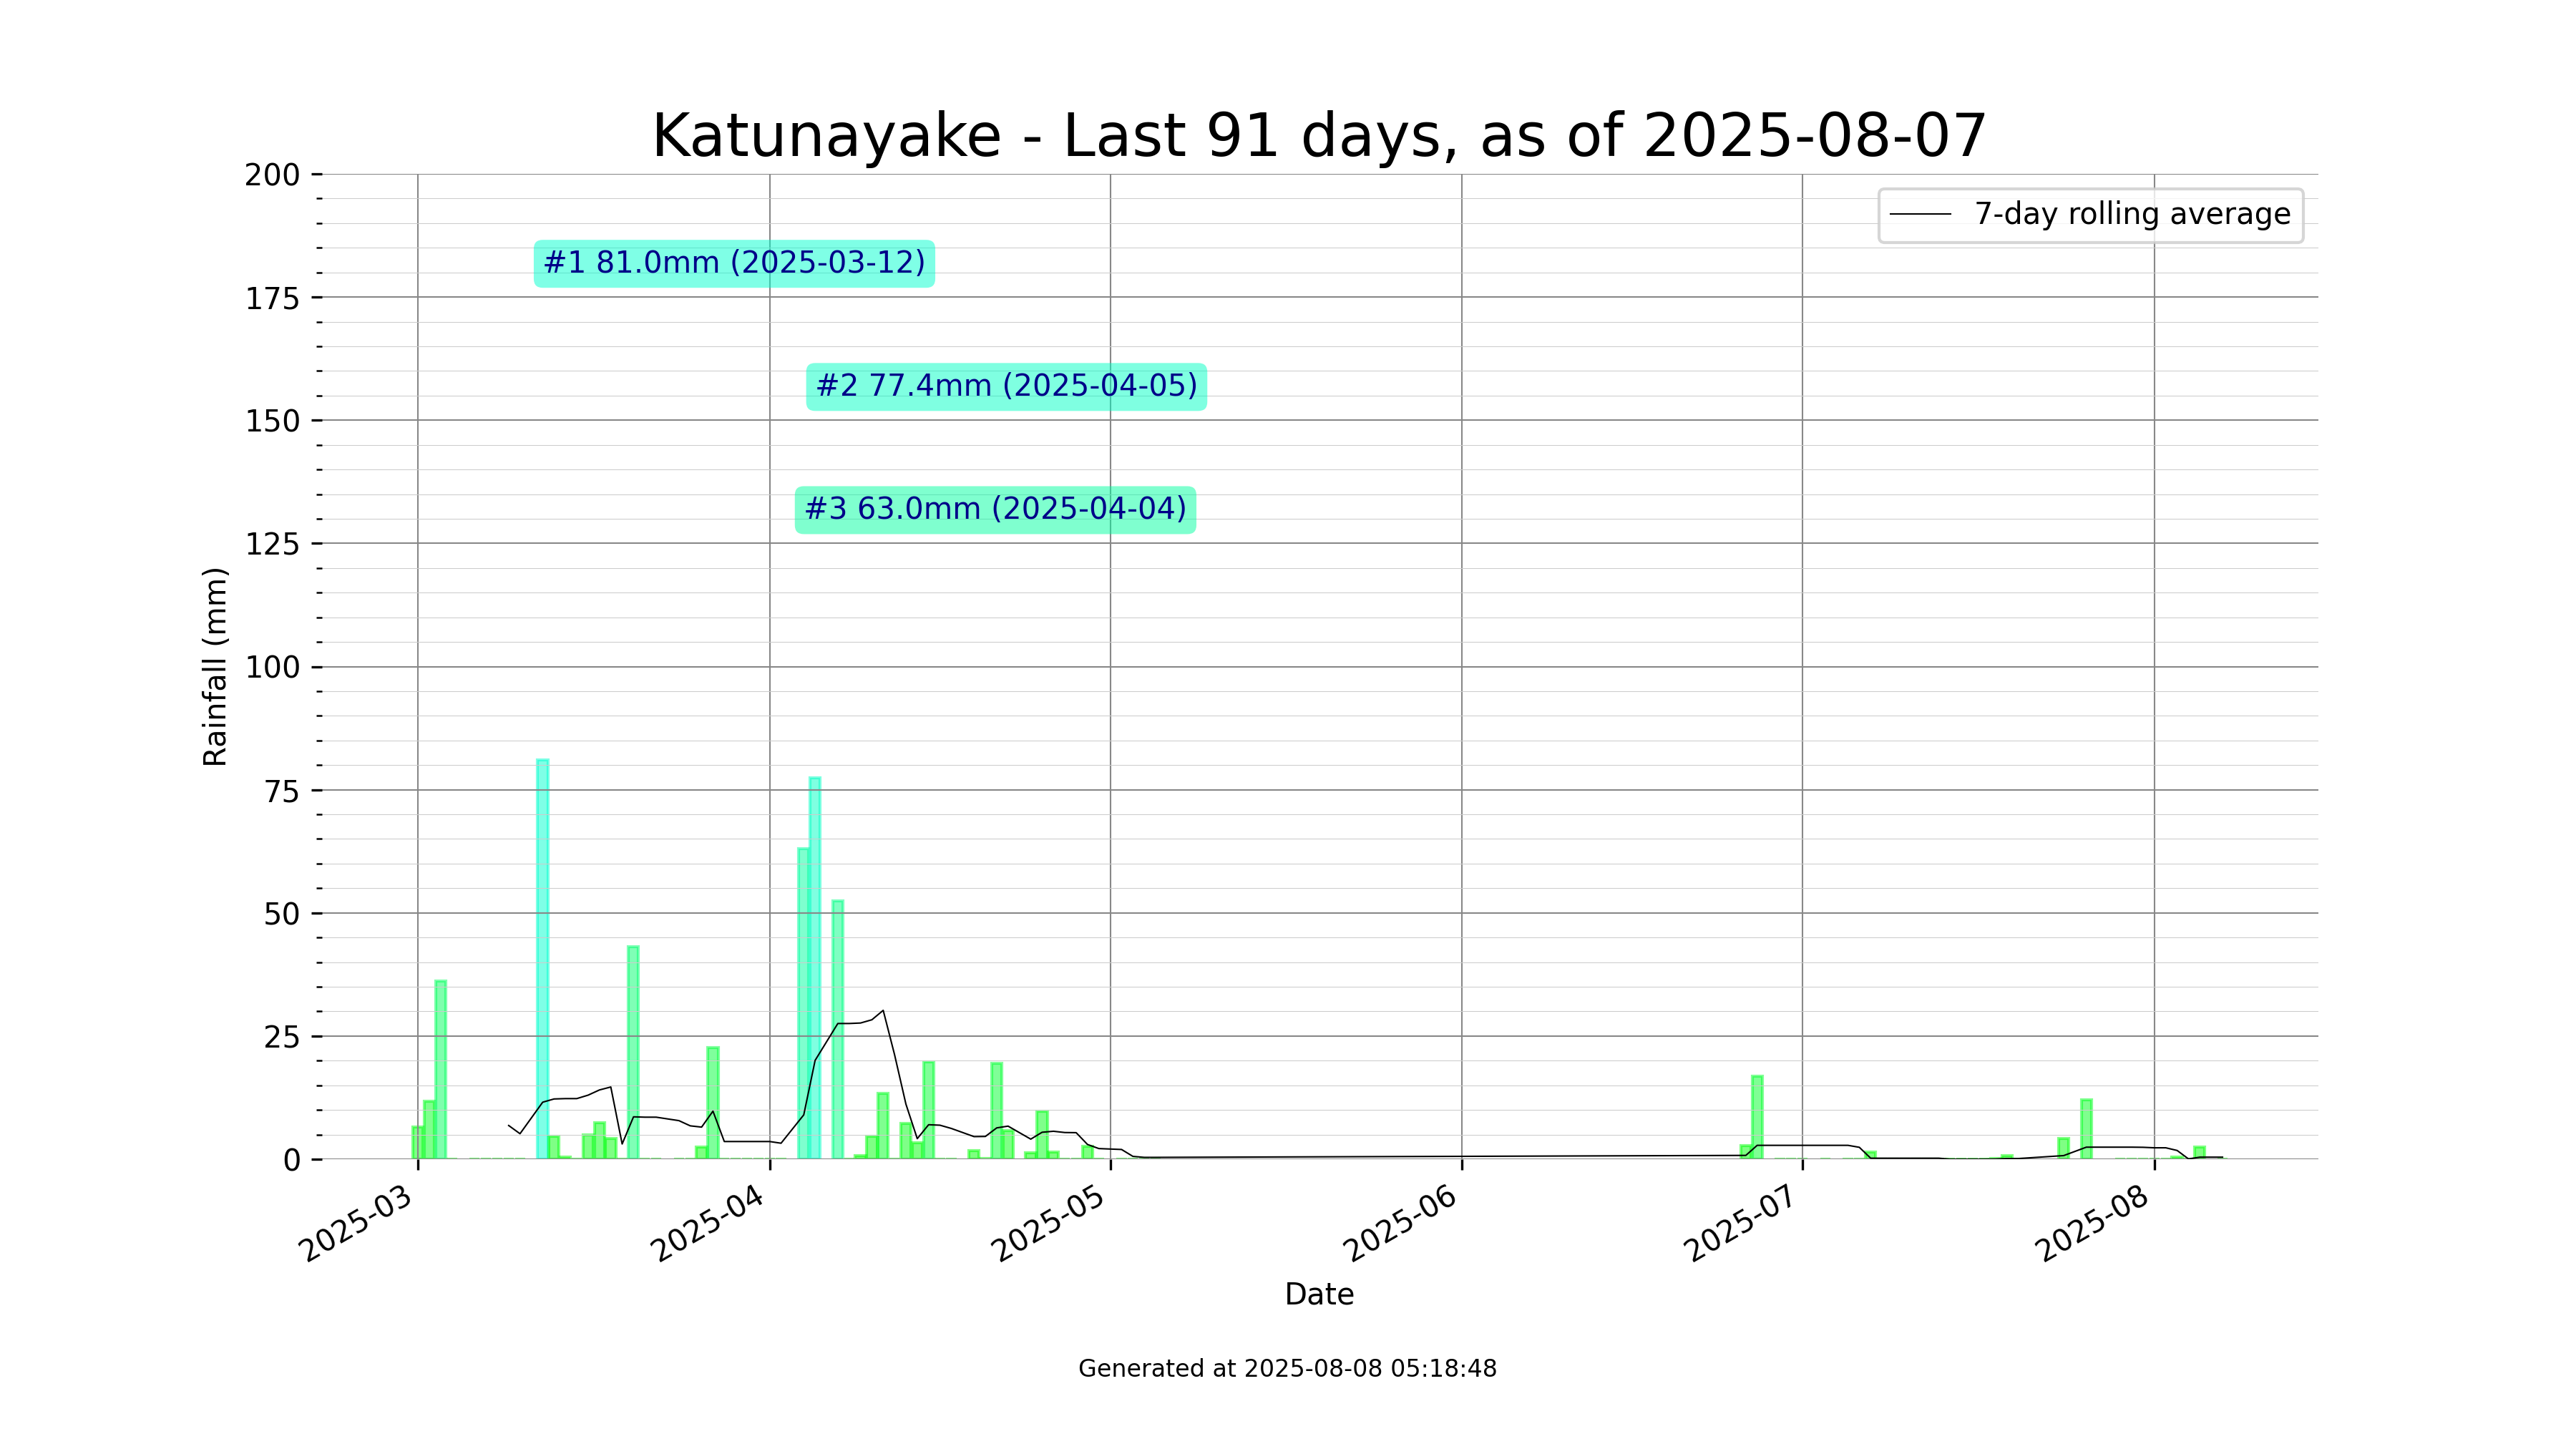 Katunayake - Last 91 days, as of 2025-08-07
7-day rolling average
#1 81.0mm (2025-03-12)
#2 77.4mm (2025-04-05)
#3 63.0mm (2025-04-04)
Rainfall (mm)
200
175
150
125
100
75
50
25
0
2025-03
2025-04
2025-05
2025-06
2025-07
2025-08
Date
Generated at 2025-08-08 05:18:48